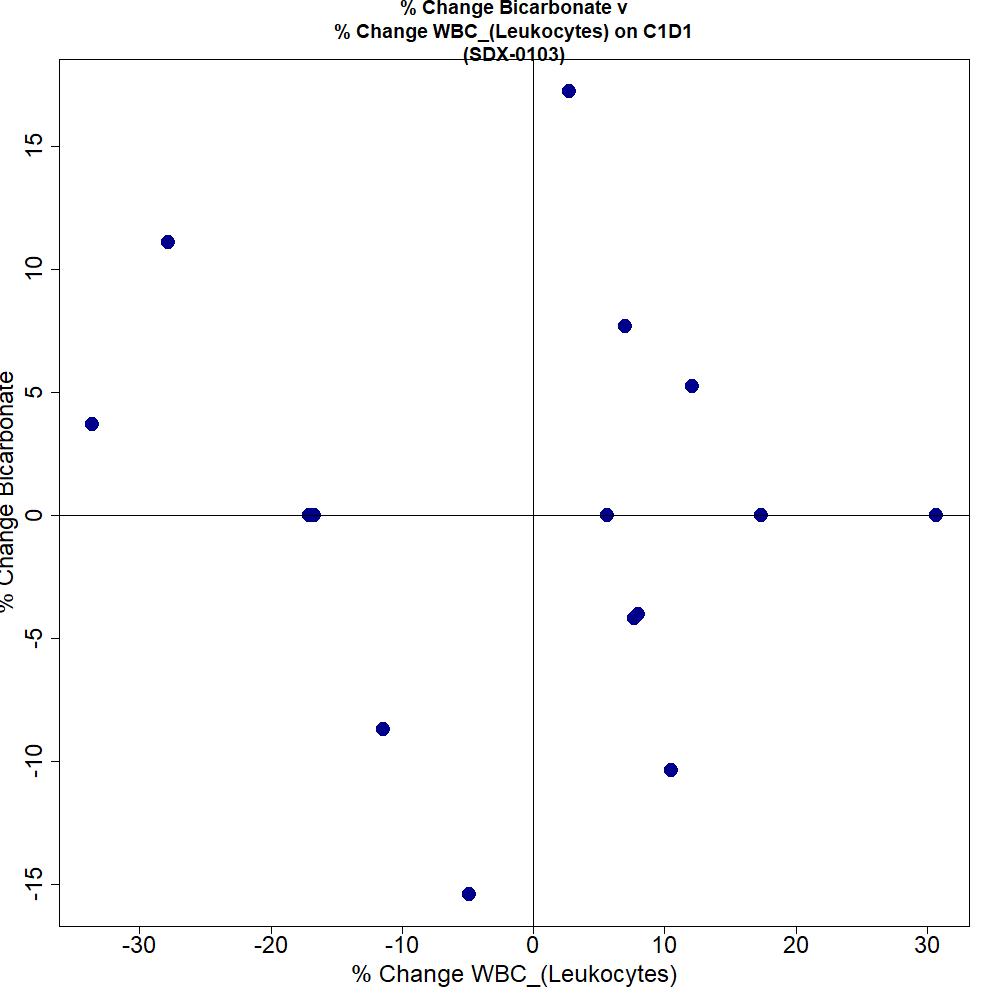 % Change Bicarbonate v
% Change WBC_(Leukocytes) on C1D1
(SDX-0103)
% Change Bicarbonate
15
10
5
0
-5
-10
-15
-30
-20
-10
0
10
20
30
% Change WBC_(Leukocytes)